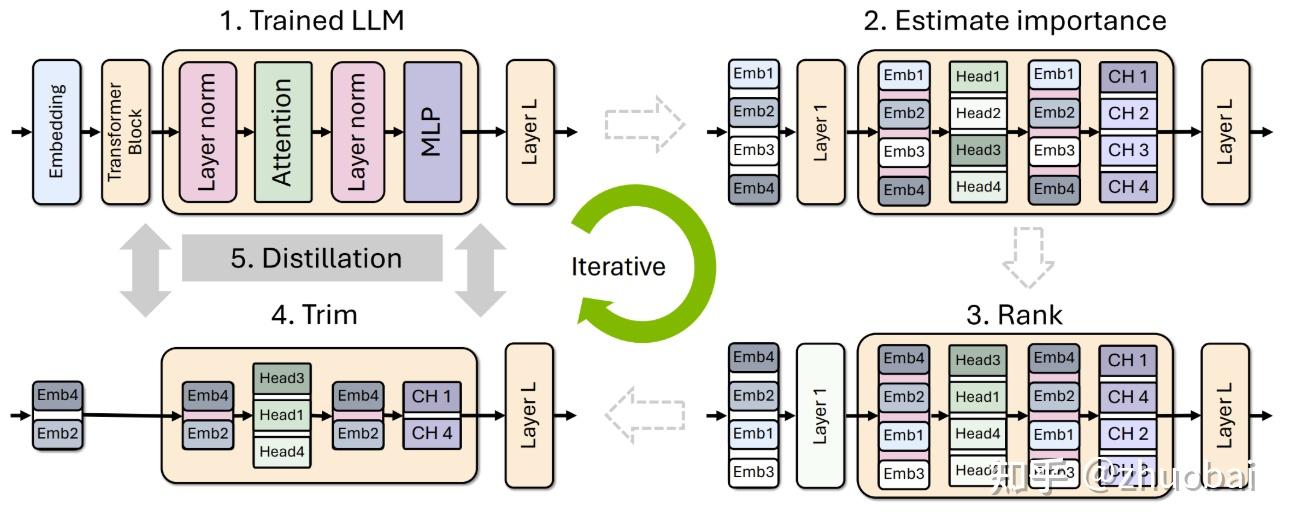 1. Trained LLM
Embedding
Transformer
Block
Layer norm
Attention
Layer norm
MLP
Layer L
2. Estimate importance
Emb1
Emb2
Emb3
Emb4
Layer 1
Emb1
Emb2
Emb3
Emb4
Head1
Head2
Head3
Head4
Emb1
Emb2
Emb3
Emb4
CH 1
CH 2
CH 3
CH 4
Layer L
5. Distillation
Iterative
4. Trim
Emb4
Emb2
Emb4
Emb2
Head3
Head1
Head4
Emb4
Emb2
CH 1
CH 4
Layer L
3. Rank
Emb4
Emb2
Emb1
Emb3
Layer 1
Emb4
Emb2
Emb1
Emb3
Head3
Head1
Head4
Emb4
Emb2
Emb1
CH 1
CH 4
CH 2
CH 3
Layer L
知乎 @zhuobai